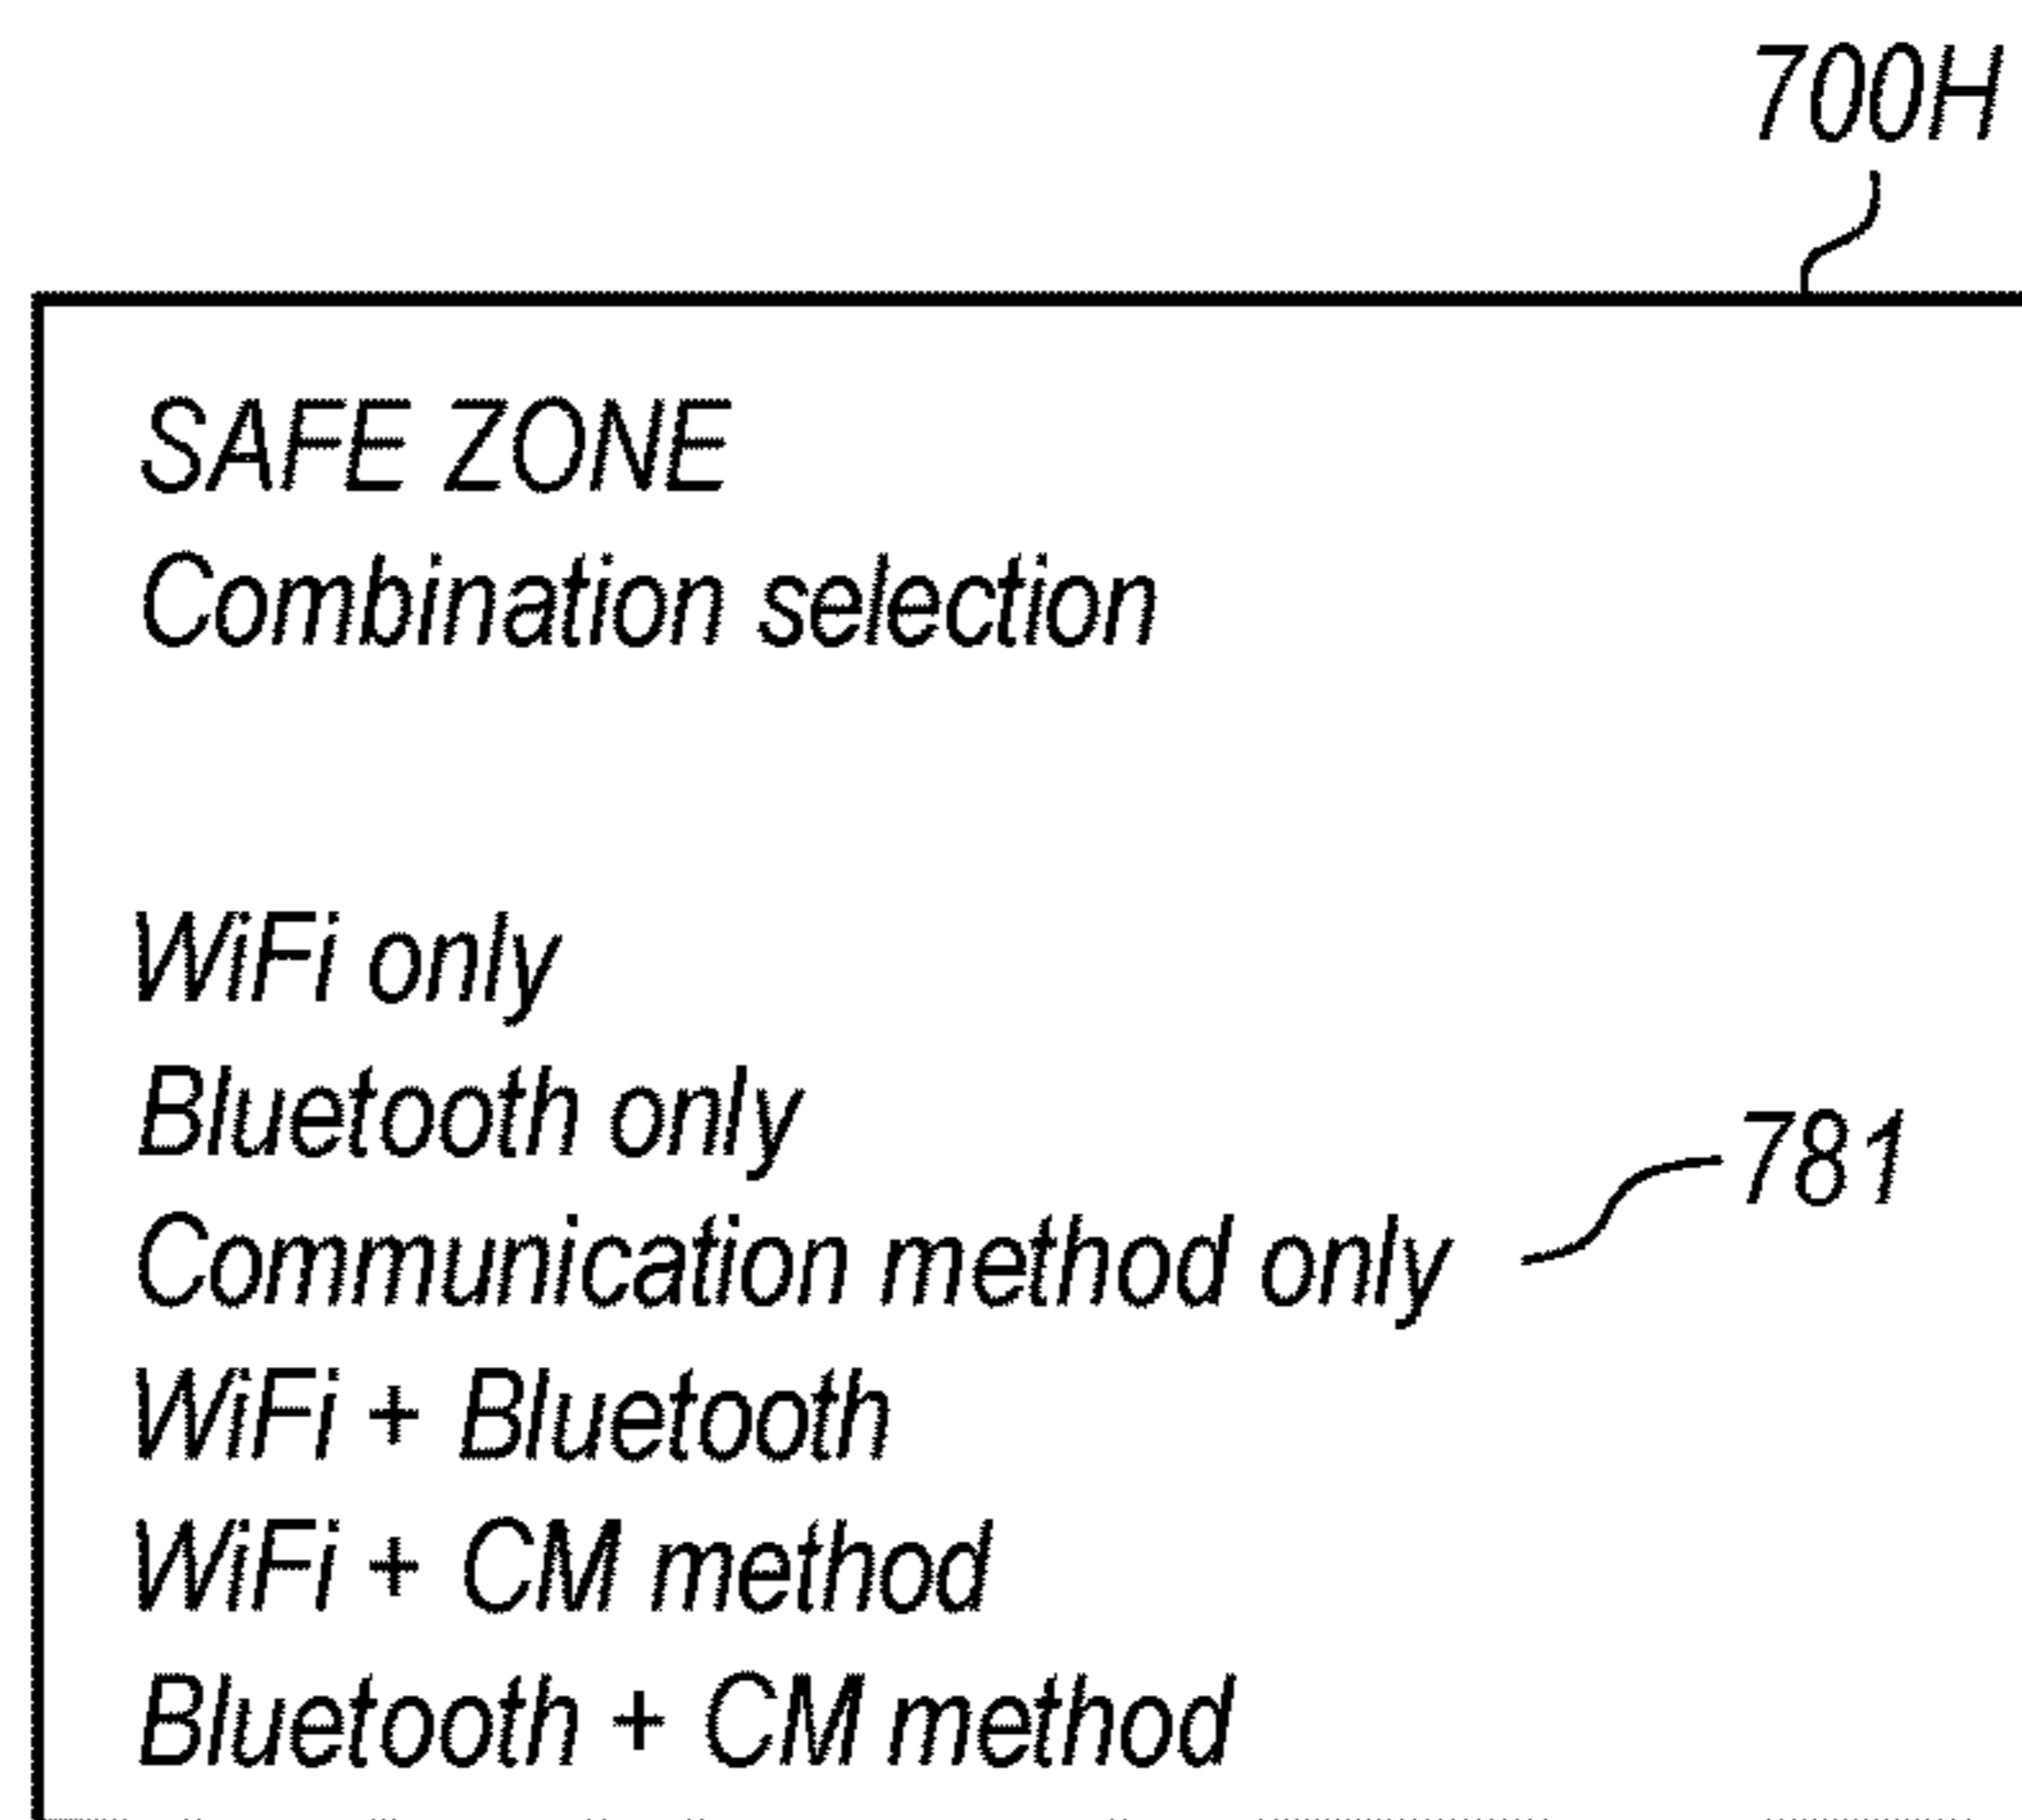 700H
SAFE ZONE
Combination selection
WiFi only
Bluetooth only
781
Communication method only
WiFi + Bluetooth
WiFi + CM method
Bluetooth + CM method